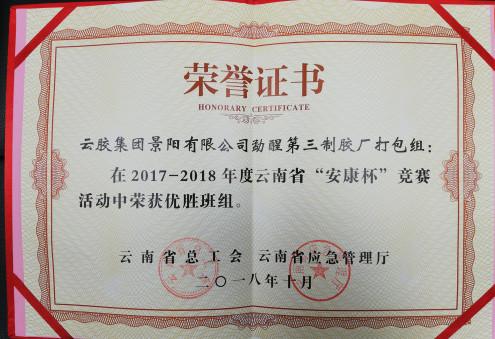 荣誉证书
HONORARY CERTIFICATE
云胶集团景阳有限公司勐醒第三制胶厂打包组：
在2017-2018年度云南省“安康杯”竞赛
活动中荣获优胜班组。
云南省总工会 云南省应急管理厅
二〇一八年十月